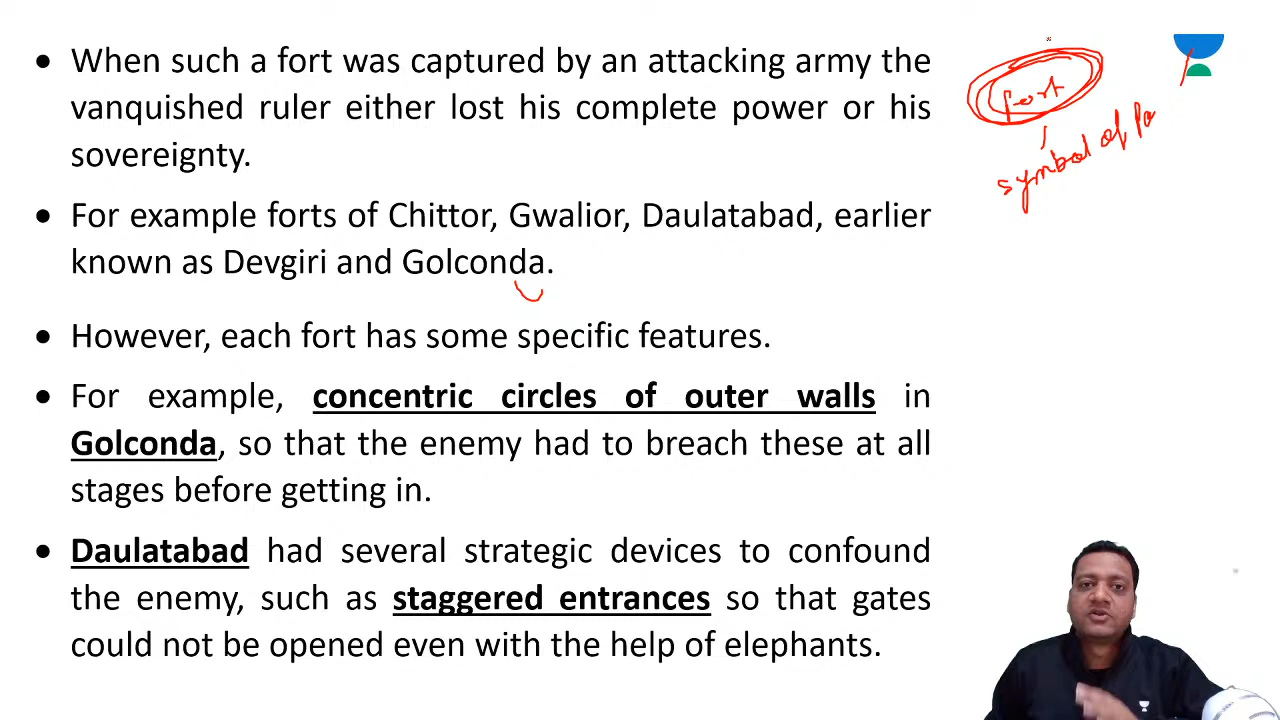 • When such a fort was captured by an attacking army the
vanquished ruler either lost his complete power or his
sovereignty.
• For example forts of Chittor, Gwalior, Daulatabad, earlier
known as Devgiri and Golconda.
• However, each fort has some specific features.
• For example, concentric circles of outer walls in
Golconda, so that the enemy had to breach these at all
stages before getting in.
• Daulatabad had several strategic devices to confound
the enemy, such as staggered entrances so that gates
could not be opened even with the help of elephants.
Fort
symbol of Po